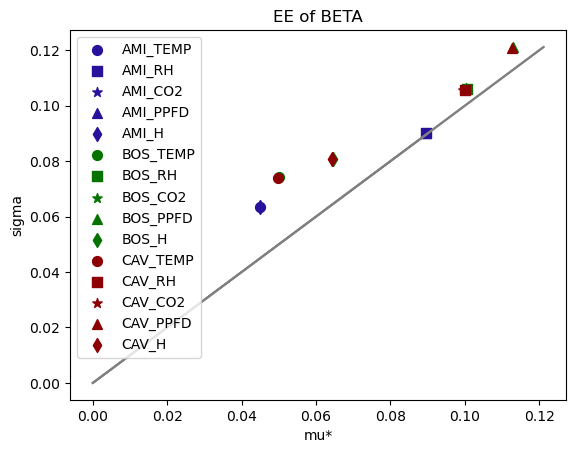 EE of BETA
0.12
0.10
0.08
0.06
0.04
0.02
0.00
sigma
AMI_TEMP
AMI_RH
AMI_CO2
AMI_PPFD
AMI_H
BOS_TEMP
BOS_RH
BOS_CO2
BOS_PPFD
BOS_H
CAV_TEMP
CAV_RH
CAV_CO2
CAV_PPFD
CAV_H
0.00 0.02 0.04 0.06 0.08 0.10 0.12
mu*